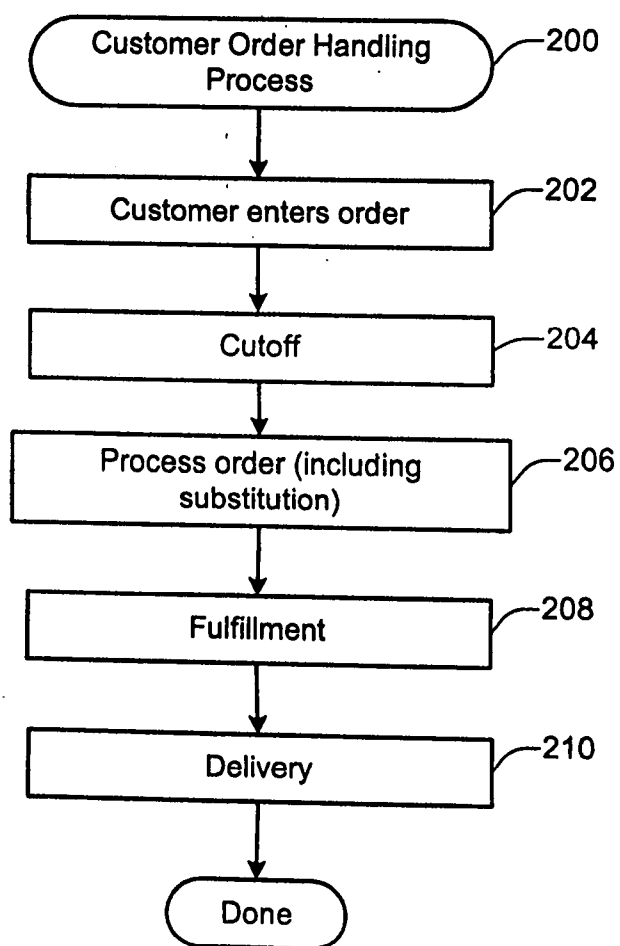 Customer Order Handling
Process
200
Customer enters order
202
Cutoff
204
Process order (including
substitution)
206
Fulfillment
208
Delivery
210
Done